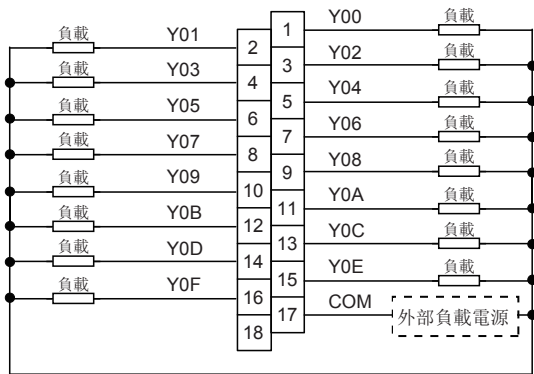 1 Y00 負載
負載 Y01 2
3 Y02 負載
負載 Y03 4
5 Y04 負載
負載 Y05 6
7 Y06 負載
負載 Y07 8
9 Y08 負載
負載 Y09 10
11 Y0A 負載
負載 Y0B 12
13 Y0C 負載
負載 Y0D 14
15 Y0E 負載
負載 Y0F 16
17 COM 外部負載電源
18